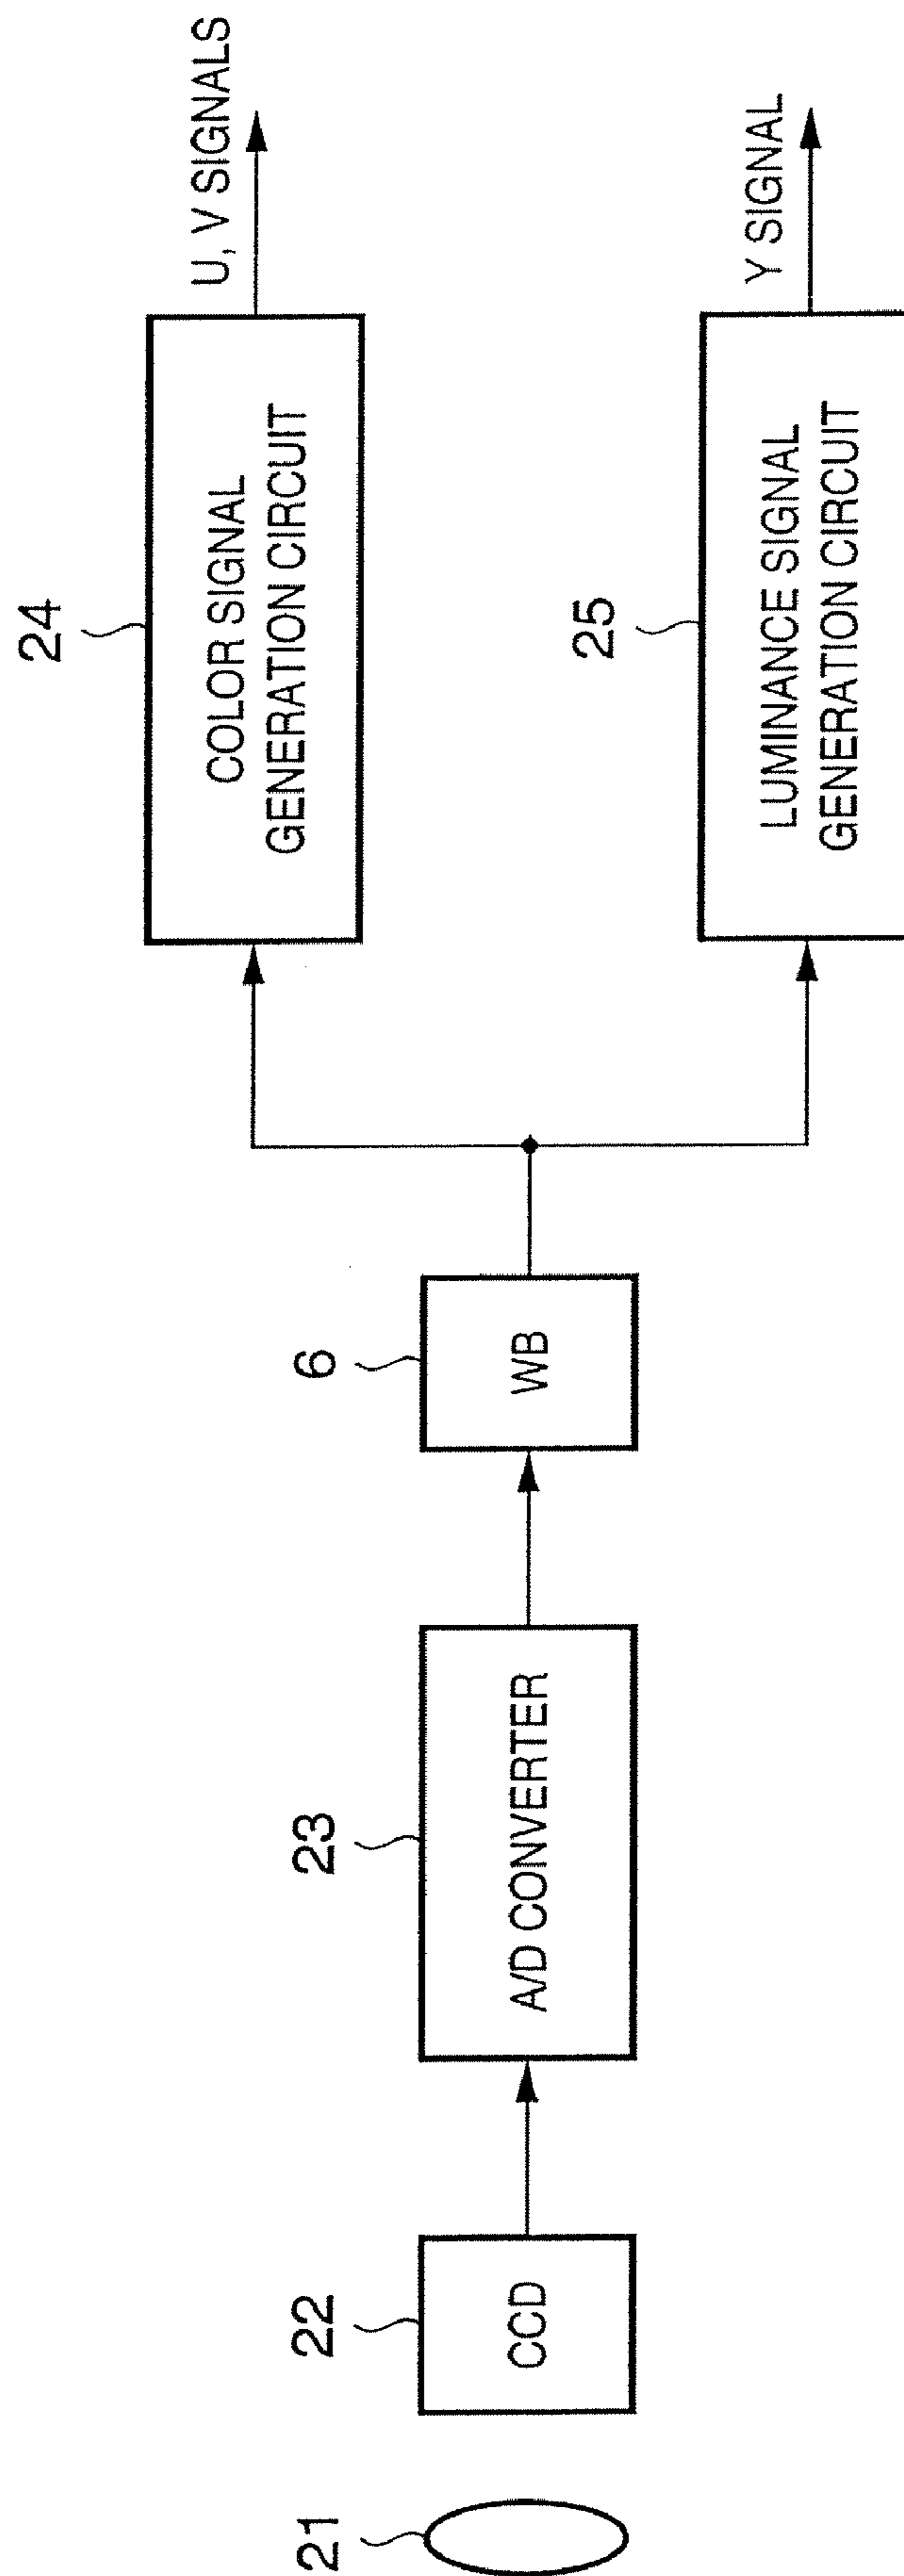 21
22
CCD
23
A/D CONVERTER
6
WB
24
COLOR SIGNAL
GENERATION CIRCUIT
U, V SIGNALS
25
LUMINANCE SIGNAL
GENERATION CIRCUIT
Y SIGNAL